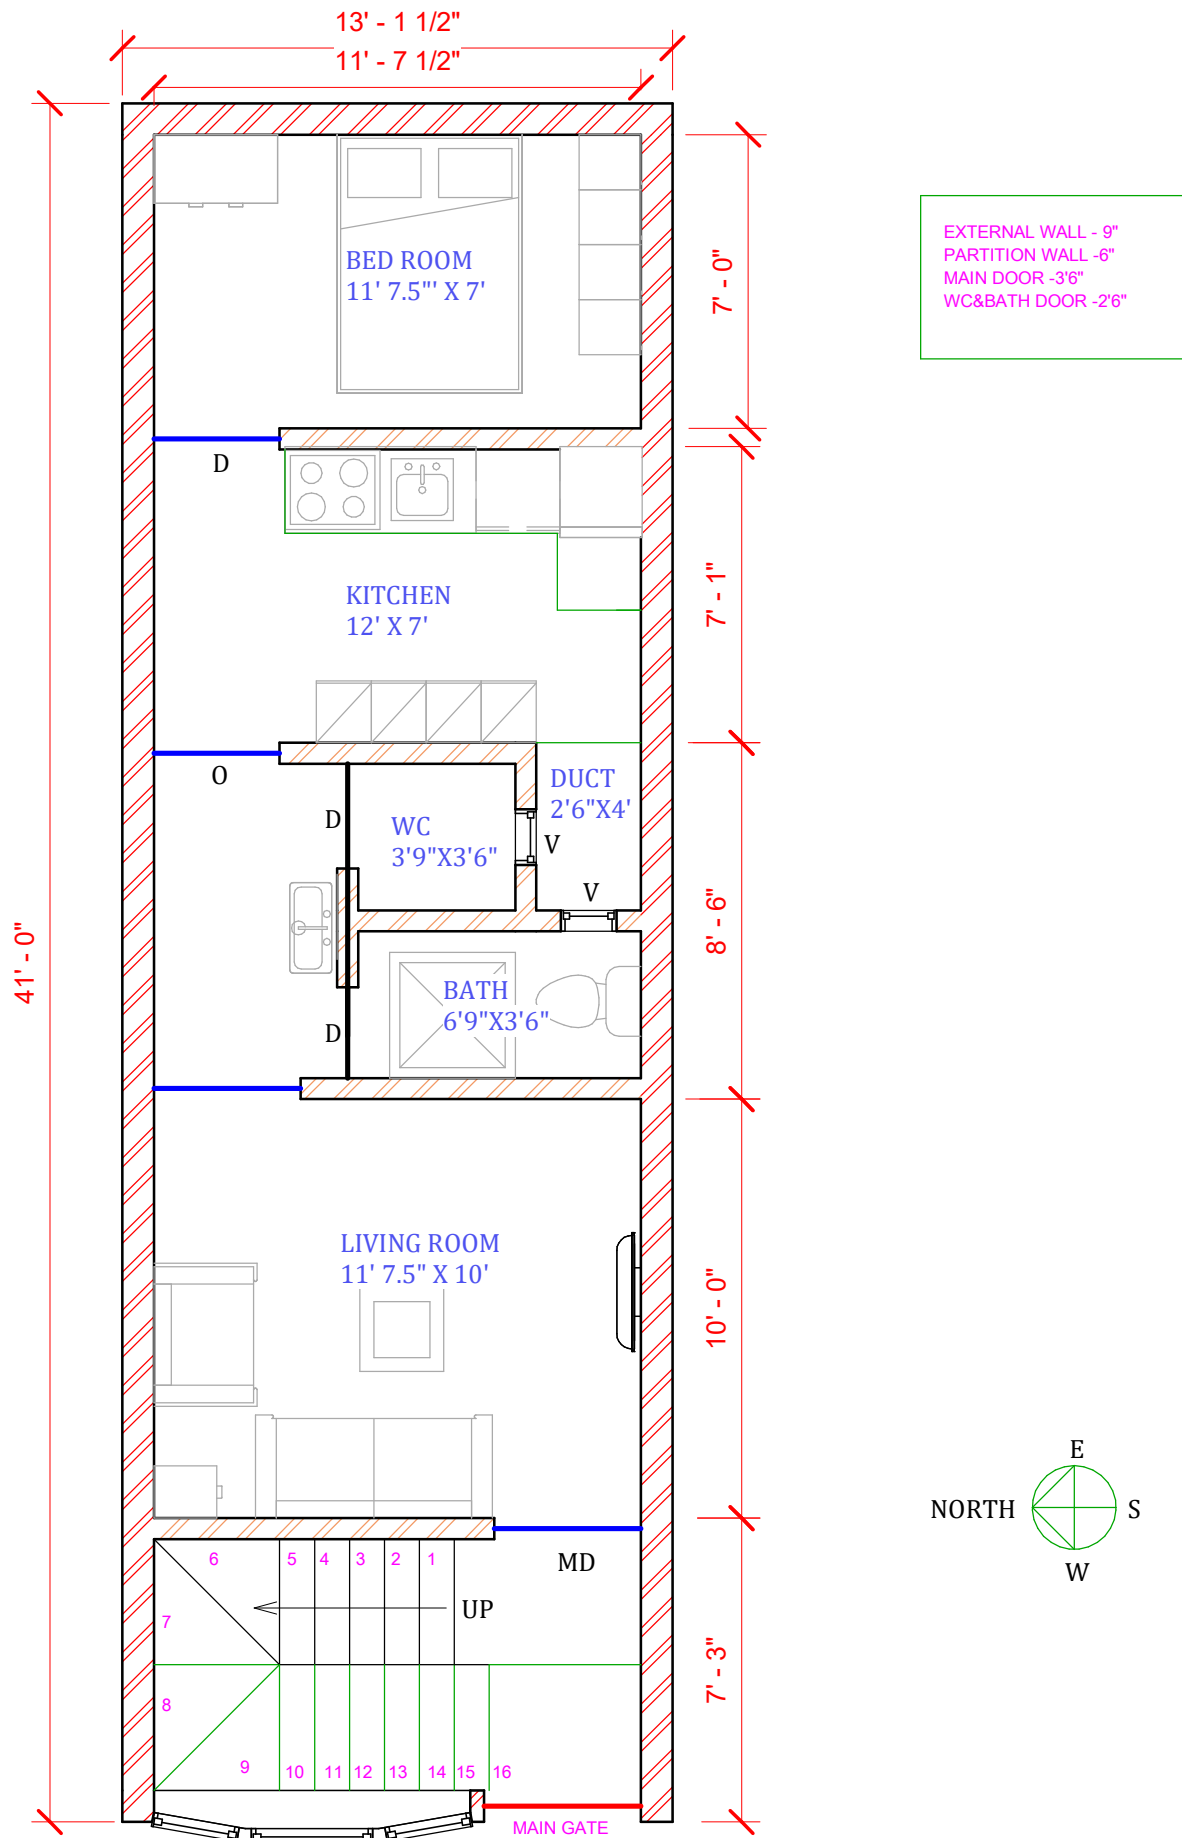 13' - 1 1/2"
11' - 7 1/2"
EXTERNAL WALL - 9"
PARTITION WALL -6"
MAIN DOOR -3'6"
WC&BATH DOOR -2'6"
BED ROOM
11' 7.5"' X 7'
7' - 0"
D
KITCHEN
12' X 7'
7' - 1"
O
DUCT
2'6"X4'
D
WC
3'9"X3'6"
V
V
41' - 0"
8' - 6"
BATH
6'9"X3'6"
D
LIVING ROOM
11' 7.5" X 10'
10' - 0"
E
NORTH
S
W
6
5
4
3
2
1
MD
UP
7
7' - 3"
8
9
10
11
12
13
14
15
16
MAIN GATE